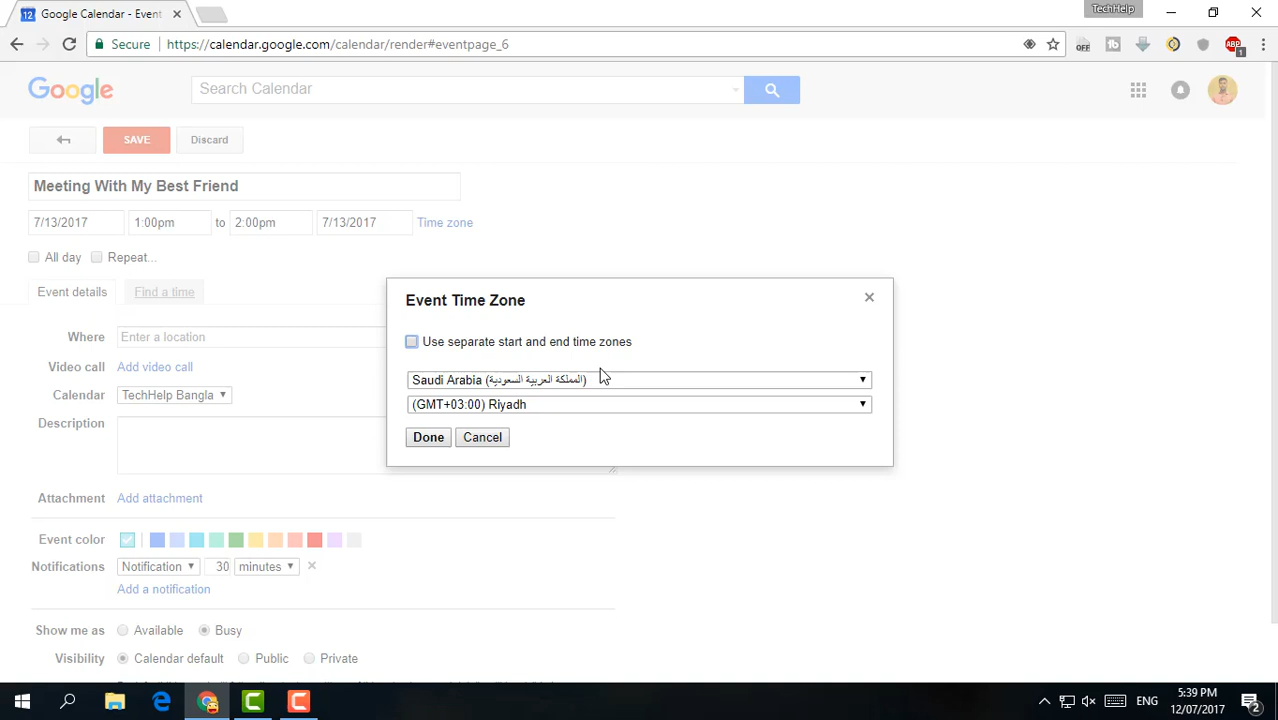 Google Calendar - Event
TechHelp
Secure https://calendar.google.com/calendar/render#eventpage_6
OFF
ABP
1
Google
Search Calendar
SAVE
Discard
Meeting With My Best Friend
7/13/2017 1:00pm to 2:00pm 7/13/2017 Time zone
All day Repeat...
Event details Find a time
Where Enter a location
Video call Add video call
Calendar TechHelp Bangla
Description
Attachment Add attachment
Event color
Notifications Notification 30 minutes
Add a notification
Show me as Available Busy
Visibility Calendar default Public Private
Event Time Zone
Use separate start and end time zones
Saudi Arabia (المملكة العربية السعودية)
(GMT+03:00) Riyadh
Done Cancel
ENG
5:39 PM
12/07/2017
2